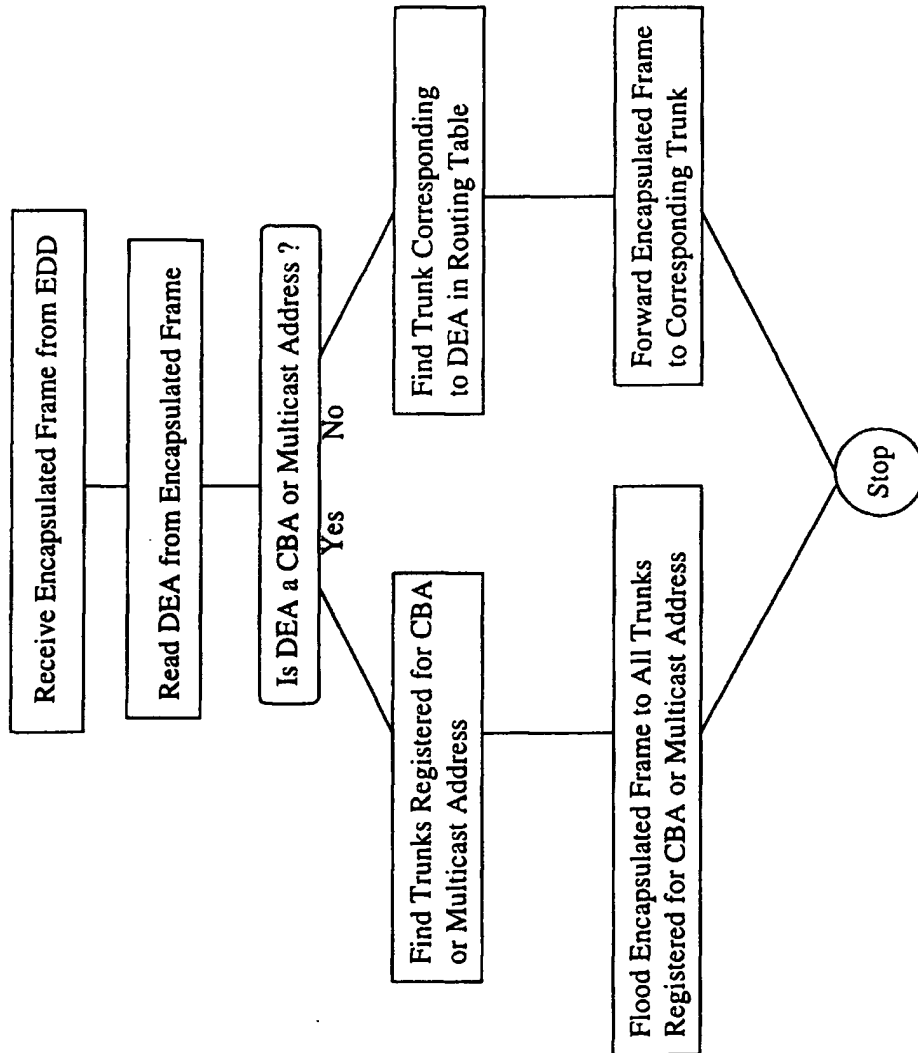 Receive Encapsulated Frame from EDD
Read DEA from Encapsulated Frame
Is DEA a CBA or Multicast Address ?
Yes
No
Find Trunks Registered for CBA
or Multicast Address
Find Trunk Corresponding
to DEA in Routing Table
Flood Encapsulated Frame to All Trunks
Registered for CBA or Multicast Address
Forward Encapsulated Frame
to Corresponding Trunk
Stop